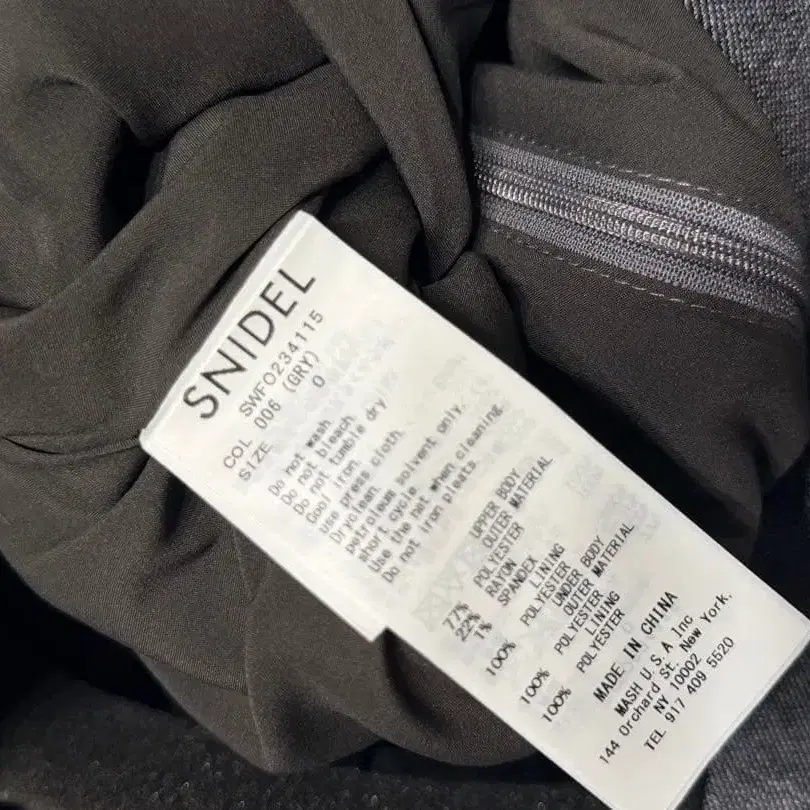 SNIDEL
SWFO234115
COL 006 (GRY)
SIZE 0
Do not wash.
Do not bleach.
Do not tumble dry
Cool iron.
use press cloth.
Dryclean.
petroleum solvent only.
short cycle
Use the net when cleaning.
Do not iron pleats.
UPPER BODY
OUTER MATERIAL
77% POLYESTER
22% RAYON
1% SPANDEX
LINING
100% POLYESTER
UNDER BODY
OUTER MATERIAL
100% POLYESTER
LINING
100% POLYESTER
MADE IN CHINA
MASH U.S.A Inc
144 Orchard St. New York.
NY 10002
TEL 917 409 5520